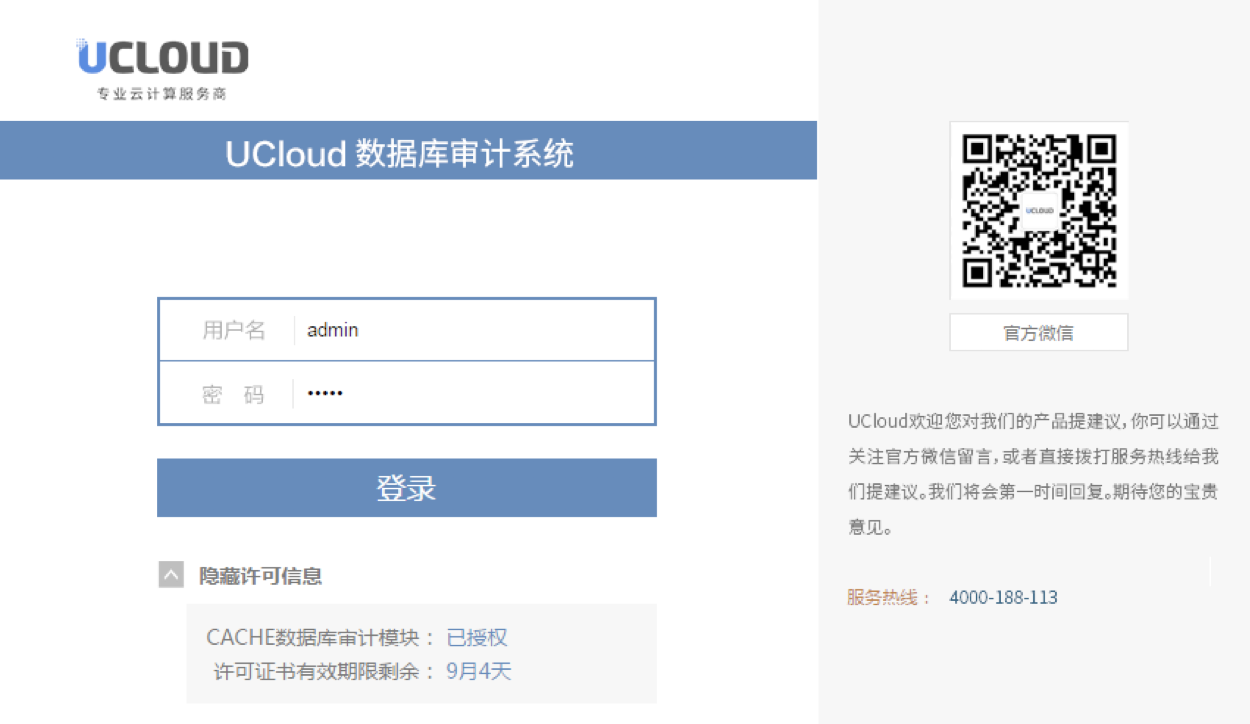 UCLOUD
专业云计算服务商
UCloud 数据库审计系统
用户名 admin
密 码 •••••
登录
隐藏许可信息
CACHE数据库审计模块： 已授权
许可证书有效期限剩余： 9月4天
UCLOUD
官方微信
UCloud欢迎您对我们的产品提建议，你可以通过
关注官方微信留言，或者直接拨打服务热线给我
们提建议。我们将会第一时间回复。期待您的宝贵
意见。
服务热线： 4000-188-113